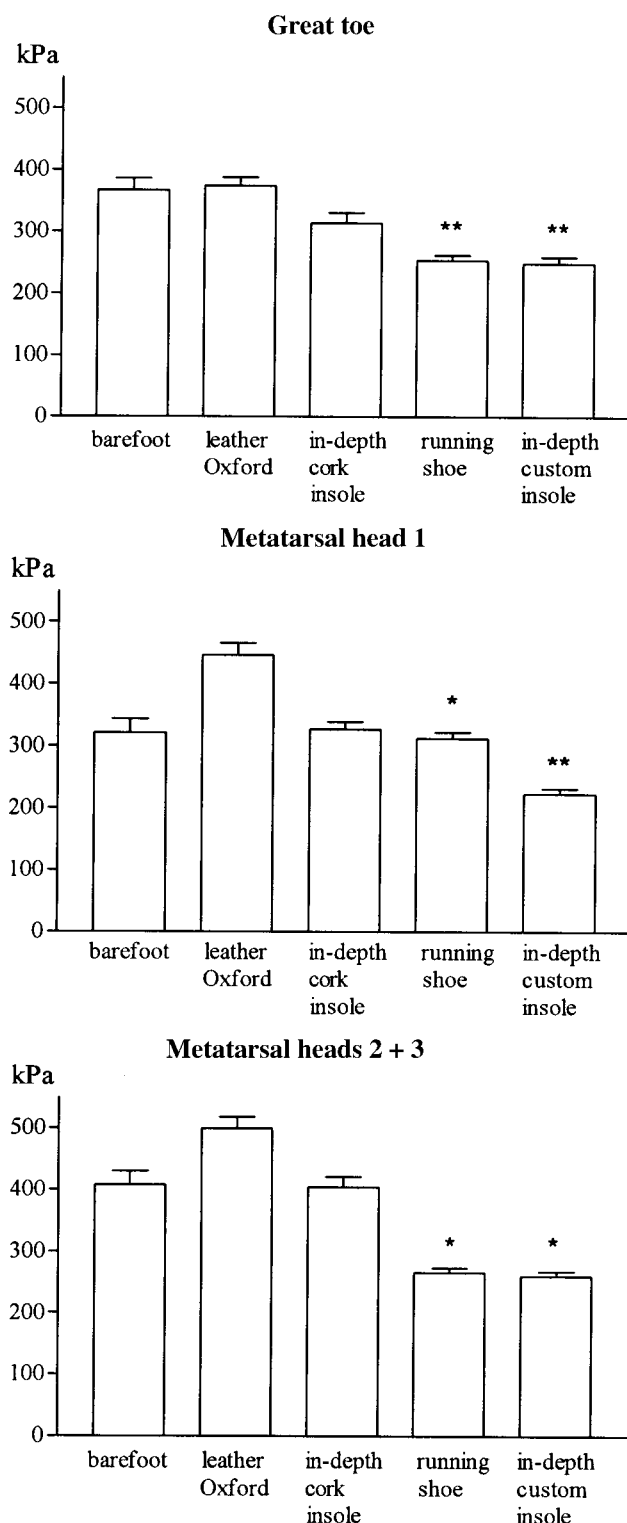 Great toe
kPa
500
400
300
200
100
0
** **
barefoot leather in-depth running in-depth
Oxford cork shoe custom
insole insole
Metatarsal head 1
kPa
500
400
300
200
100
0
*
**
barefoot leather in-depth running in-depth
Oxford cork shoe custom
insole insole
Metatarsal heads 2 + 3
kPa
500
400
300
200
100
0
* *
barefoot leather in-depth running in-depth
Oxford cork shoe custom
insole insole